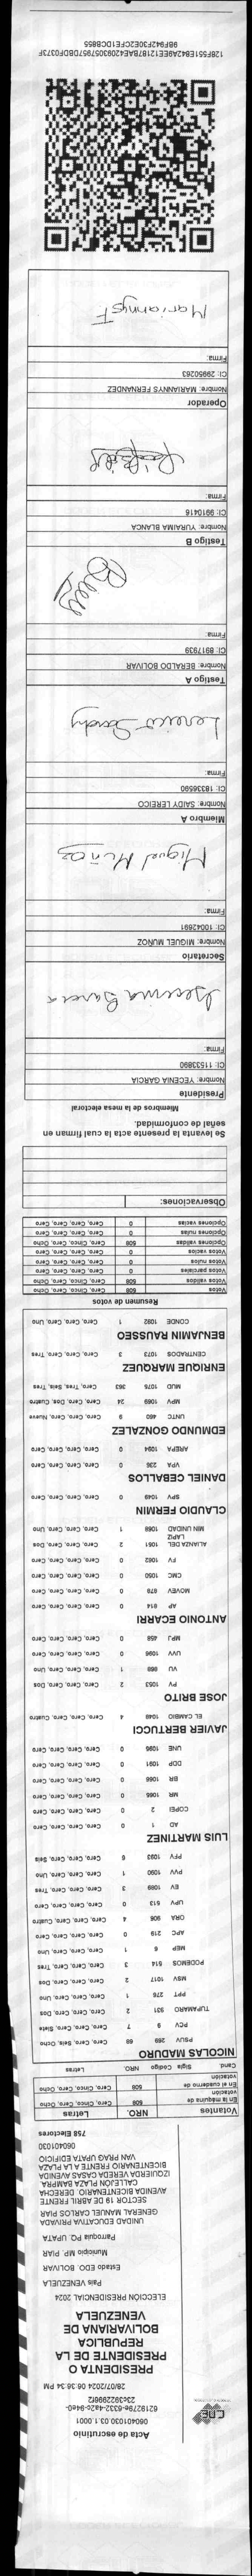 CNE
Acta de escrutinio
060401030.03.1.0001
6219279e-6332-4a2c-94e0-
23c3922996f2
28/07/2024 06:36:34 PM
PRESIDENTA O
PRESIDENTE DE LA
REPUBLICA
BOLIVARIANA DE
VENEZUELA
ELECCIÓN PRESIDENCIAL 2024
Pais VENEZUELA
Estado EDO. BOLIVAR
Municipio MP. PIAR
Parroquia PQ. UPATA
UNIDAD EDUCATIVA PRIVADA
GENERAL MANUEL CARLOS PIAR
SECTOR 19 DE ABRIL FRENTE
AVENIDA BICENTENARIO. DERECHA
CALLEJÓN PLAZA BAMPRA.
IZQUIERDA VEREDA CASAS AVENIDA
BICENTENARIO FRENTE A LA PLAZA
VAN PRAG UPATA EDIFICIO
060401030
758 Electores
Votantes NRO. Letras
En la máquina de votación 508 Cero, Cinco, Cero, Ocho
En el cuaderno de votación 508 Cero, Cinco, Cero, Ocho
Cand. Sigla Código NRO. Letras
NICOLAS MADURO
PSUV 269 68 Cero, Cero, Seis, Ocho
PCV 9 7 Cero, Cero, Cero, Siete
TUPAMARO 931 2 Cero, Cero, Cero, Dos
PPT 276 1 Cero, Cero, Cero, Uno
MSV 1017 2 Cero, Cero, Cero, Dos
PODEMOS 514 3 Cero, Cero, Cero, Tres
MEP 6 1 Cero, Cero, Cero, Uno
APC 219 0 Cero, Cero, Cero, Cero
ORA 906 4 Cero, Cero, Cero, Cuatro
UPV 513 0 Cero, Cero, Cero, Cero
EV 1089 3 Cero, Cero, Cero, Tres
PVV 1090 1 Cero, Cero, Cero, Uno
PFV 1093 6 Cero, Cero, Cero, Seis
LUIS MARTINEZ
AD 1 0 Cero, Cero, Cero, Cero
COPEI 2 0 Cero, Cero, Cero, Cero
MR 1065 0 Cero, Cero, Cero, Cero
BR 1066 0 Cero, Cero, Cero, Cero
DDP 1091 0 Cero, Cero, Cero, Cero
UNE 1095 0 Cero, Cero, Cero, Cero
JAVIER BERTUCCI
EL CAMBIO 1048 4 Cero, Cero, Cero, Cuatro
JOSE BRITO
PV 1053 2 Cero, Cero, Cero, Dos
VU 868 1 Cero, Cero, Cero, Uno
UVV 1096 0 Cero, Cero, Cero, Cero
MPJ 458 0 Cero, Cero, Cero, Cero
ANTONIO ECARRI
AP 814 0 Cero, Cero, Cero, Cero
MOVEV 878 0 Cero, Cero, Cero, Cero
CMC 1050 0 Cero, Cero, Cero, Cero
FV 1062 0 Cero, Cero, Cero, Cero
ALIANZA DEL LAPIZ 1051 2 Cero, Cero, Cero, Dos
MIN UNIDAD 1068 1 Cero, Cero, Cero, Uno
CLAUDIO FERMIN
SPV 1049 0 Cero, Cero, Cero, Cero
DANIEL CEBALLOS
VPA 236 0 Cero, Cero, Cero, Cero
AREPA 1094 0 Cero, Cero, Cero, Cero
EDMUNDO GONZALEZ
UNTC 460 9 Cero, Cero, Cero, Nueve
MPV 1069 24 Cero, Cero, Dos, Cuatro
MUD 1075 363 Cero, Tres, Seis, Tres
ENRIQUE MARQUEZ
CENTRADOS 1073 3 Cero, Cero, Cero, Tres
BENJAMIN RAUSSEO
CONDE 1092 1 Cero, Cero, Cero, Uno
Resumen de votos
Votos 508 Cero, Cinco, Cero, Ocho
Votos validos 508 Cero, Cinco, Cero, Ocho
Votos parciales 0 Cero, Cero, Cero, Cero
Votos nulos 0 Cero, Cero, Cero, Cero
Votos vacios 0 Cero, Cero, Cero, Cero
Opciones validas 508 Cero, Cinco, Cero, Ocho
Opciones nulas 0 Cero, Cero, Cero, Cero
Opciones vacias 0 Cero, Cero, Cero, Cero
Observaciones:
Se levanta la presente acta la cual firman en
señal de conformidad.
Miembros de la mesa electoral
Presidente
Nombre: YECENIA GARCIA
CI: 11533890
Firma:
Yecenia Garcia
Secretario
Nombre: MIGUEL MUÑOZ
CI: 10042691
Firma:
Miguel Muñoz
Miembro A
Nombre: SAIDY LEREICO
CI: 18336590
Firma:
Lereico Saidy
Testigo A
Nombre: BERALDO BOLIVAR
CI: 8917939
Firma:
Testigo B
Nombre: YURAIMA BLANCA
CI: 9910416
Firma:
Operador
Nombre: MARIANNYS FERNANDEZ
CI: 29950263
Firma:
Mariannys F
128F551EB42A9EE12187BAE42093057957DBDF0373F
9BF942F30E2CFE1DCB855